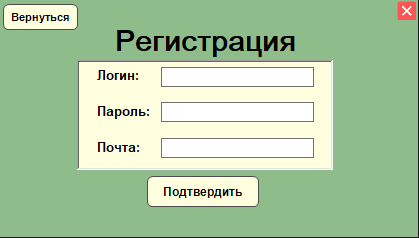 Вернуться
Регистрация
Логин:
Пароль:
Почта:
Подтвердить